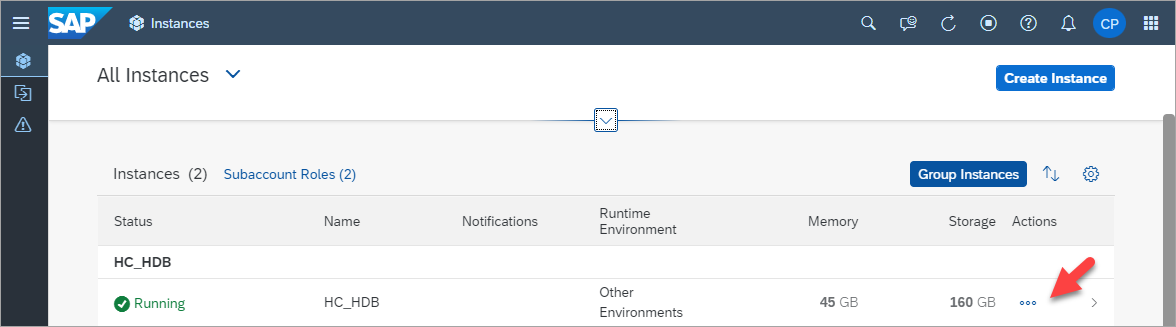 SAP Instances CP
All Instances Create Instance
Instances (2) Subaccount Roles (2) Group Instances
Status Name Notifications Runtime Environment Memory Storage Actions
HC_HDB
Running HC_HDB Other Environments 45 GB 160 GB